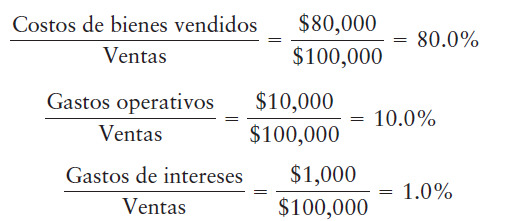 Costos de bienes vendidos / Ventas = $80,000 / $100,000 = 80.0%
Gastos operativos / Ventas = $10,000 / $100,000 = 10.0%
Gastos de intereses / Ventas = $1,000 / $100,000 = 1.0%